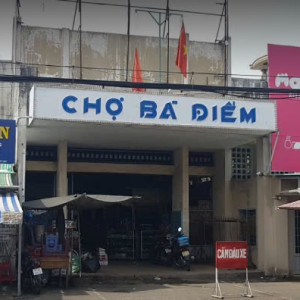 CHỢ BÀ ĐIỂM
CẤM ĐẬU XE